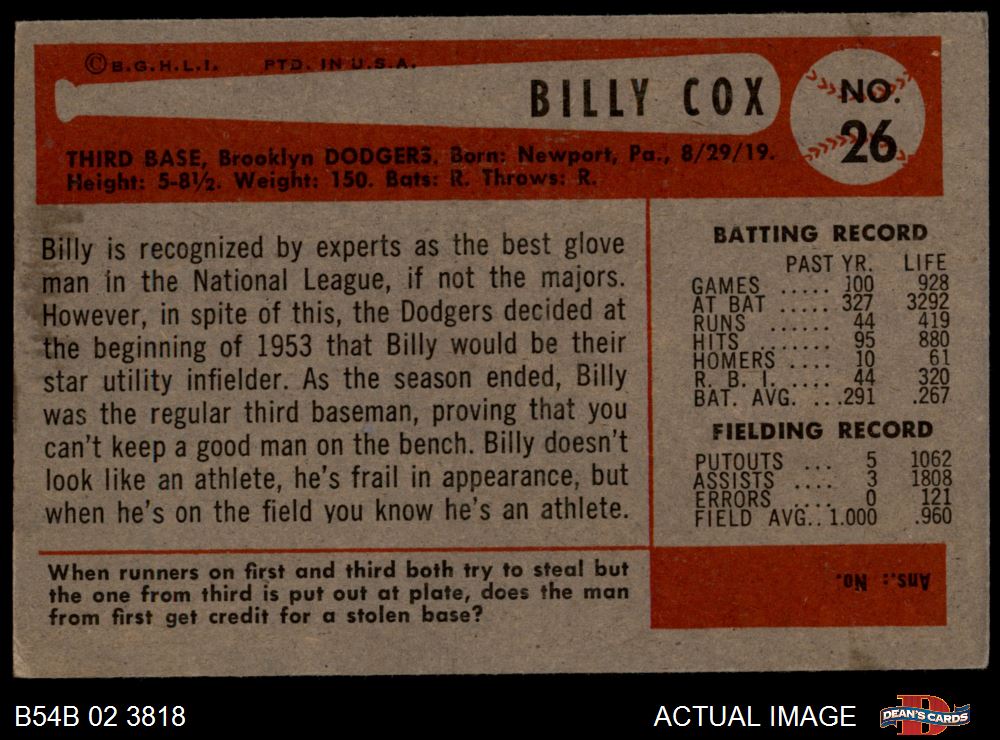 ©B.G.H.L.I. PTD. IN U.S.A.
BILLY COX
NO.
26
THIRD BASE, Brooklyn DODGERS. Born: Newport, Pa., 8/29/19.
Height: 5-8½. Weight: 150. Bats: R. Throws: R.
Billy is recognized by experts as the best glove
man in the National League, if not the majors.
However, in spite of this, the Dodgers decided at
the beginning of 1953 that Billy would be their
star utility infielder. As the season ended, Billy
was the regular third baseman, proving that you
can't keep a good man on the bench. Billy doesn't
look like an athlete, he's frail in appearance, but
when he's on the field you know he's an athlete.
BATTING RECORD
PAST YR. LIFE
GAMES ..... 100 928
AT BAT ..... 327 3292
RUNS ...... 44 419
HITS ....... 95 880
HOMERS .... 10 61
R. B. I. .... 44 320
BAT. AVG. ...291 .267
FIELDING RECORD
PUTOUTS ... 5 1062
ASSISTS .... 3 1808
ERRORS ..... 0 121
FIELD AVG..1.000 .960
When runners on first and third both try to steal but
the one from third is put out at plate, does the man
from first get credit for a stolen base?
Ans.: No.
B54B 02 3818
ACTUAL IMAGE
D
DEAN'S CARDS